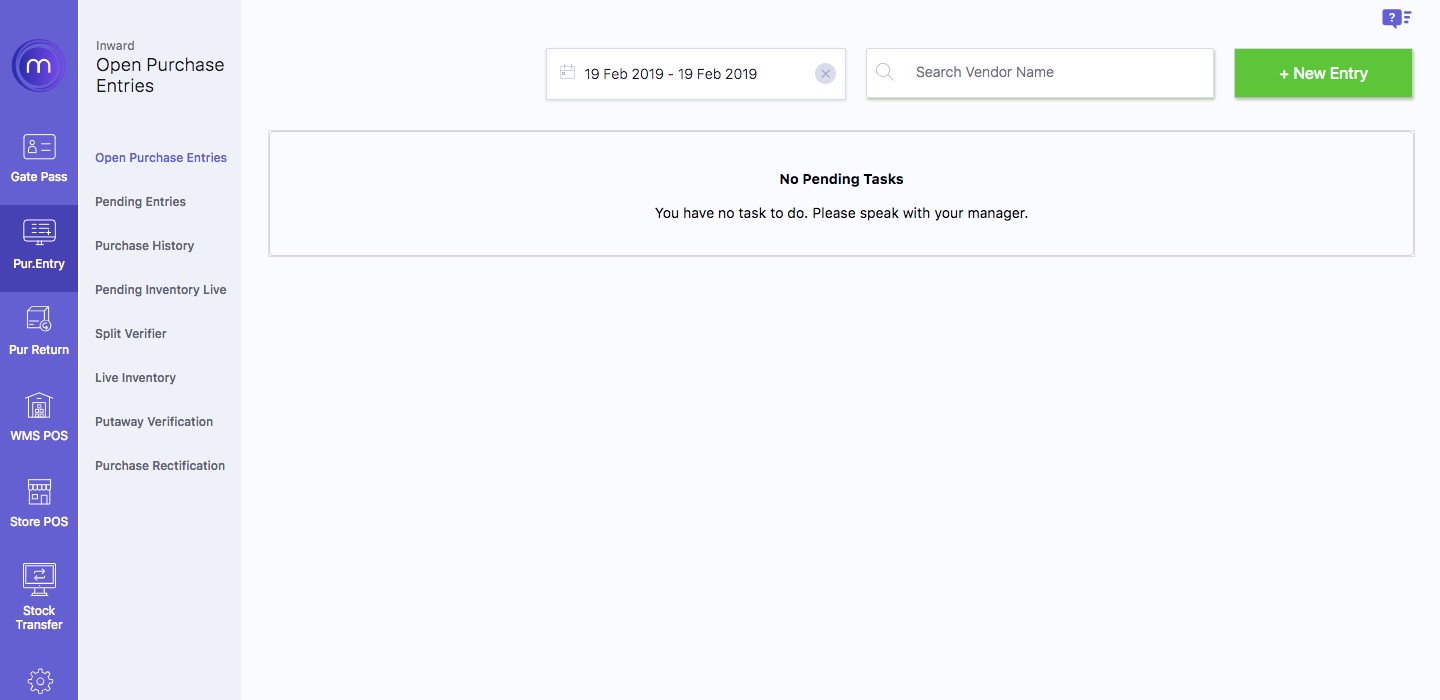 m
Gate Pass
Pur.Entry
Pur Return
WMS POS
Store POS
Stock
Transfer
Inward
Open Purchase
Entries
Open Purchase Entries
Pending Entries
Purchase History
Pending Inventory Live
Split Verifier
Live Inventory
Putaway Verification
Purchase Rectification
?
19 Feb 2019 - 19 Feb 2019
Search Vendor Name
+ New Entry
No Pending Tasks
You have no task to do. Please speak with your manager.